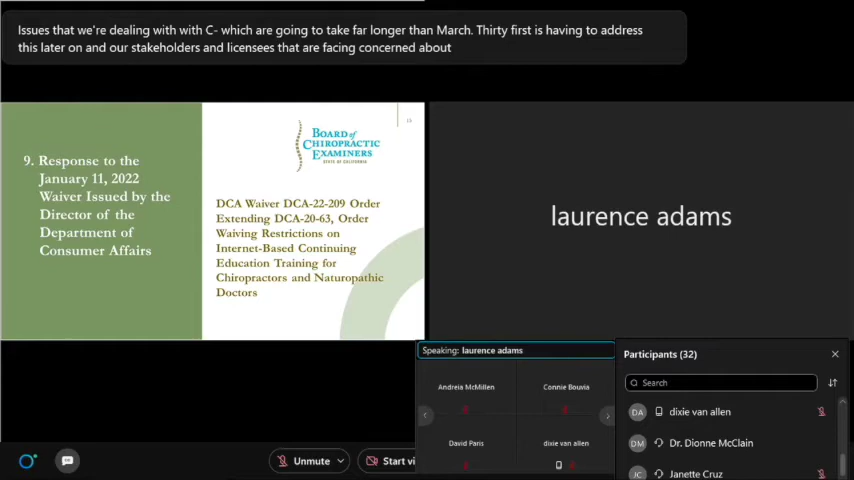 Issues that we're dealing with with C- which are going to take far longer than March. Thirty first is having to address
this later on and our stakeholders and licensees that are facing concerned about
15
BOARD of
CHIROPRACTIC
EXAMINERS
STATE OF CALIFORNIA
9. Response to the
January 11, 2022
Waiver Issued by the
Director of the
Department of
Consumer Affairs
DCA Waiver DCA-22-209 Order
Extending DCA-20-63, Order
Waiving Restrictions on
Internet-Based Continuing
Education Training for
Chiropractors and Naturopathic
Doctors
laurence adams
Speaking: laurence adams
Andreia McMillen
Connie Bouvia
David Paris
dixie van allen
Participants (32)
Search
DA dixie van allen
DM Dr. Dionne McClain
JC Janette Cruz
Unmute
Start vi